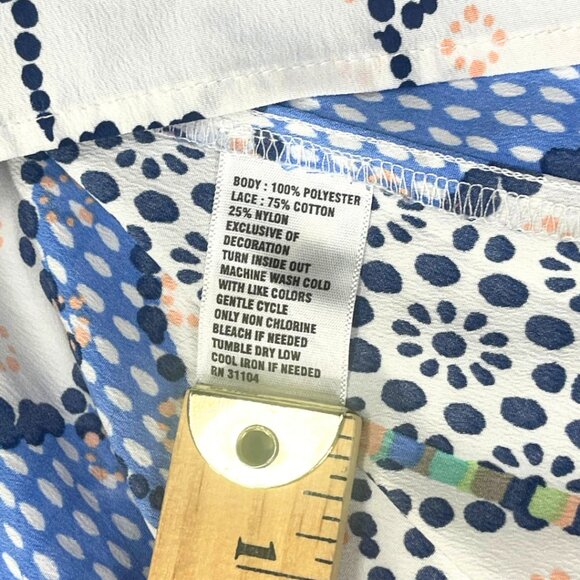 BODY : 100% POLYESTER
LACE : 75% COTTON
25% NYLON
EXCLUSIVE OF
DECORATION
TURN INSIDE OUT
MACHINE WASH COLD
WITH LIKE COLORS
GENTLE CYCLE
ONLY NON CHLORINE
BLEACH IF NEEDED
TUMBLE DRY LOW
COOL IRON IF NEEDED
RN 31104
1